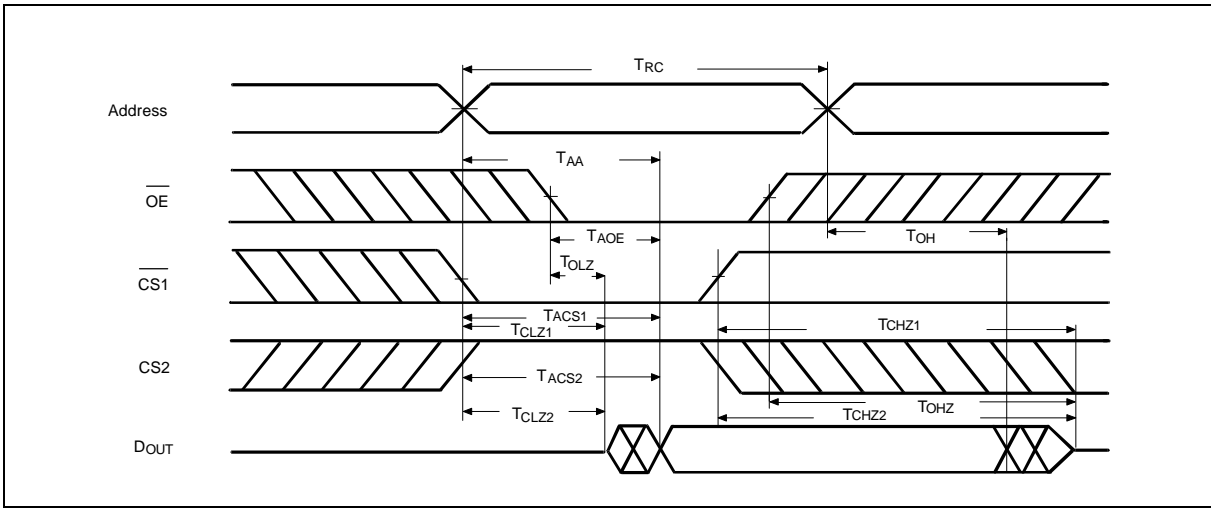 TRC
Address
TAA
OE
TAOE
TOH
TOLZ
CS1
TACS1
TCLZ1
TCHZ1
CS2
TACS2
TOHZ
TCHZ2
TCLZ2
DOUT